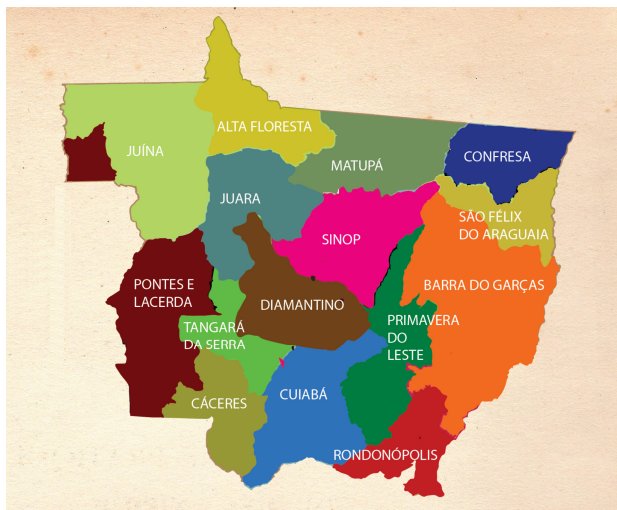 ALTA FLORESTA
JUÍNA
MATUPÁ
CONFRESA
JUARA
SÃO FÉLIX
DO ARAGUAIA
SINOP
PONTES E
LACERDA
BARRA DO GARÇAS
DIAMANTINO
TANGARÁ
DA SERRA
PRIMAVERA
DO
LESTE
CÁCERES
CUIABÁ
RONDONÓPOLIS